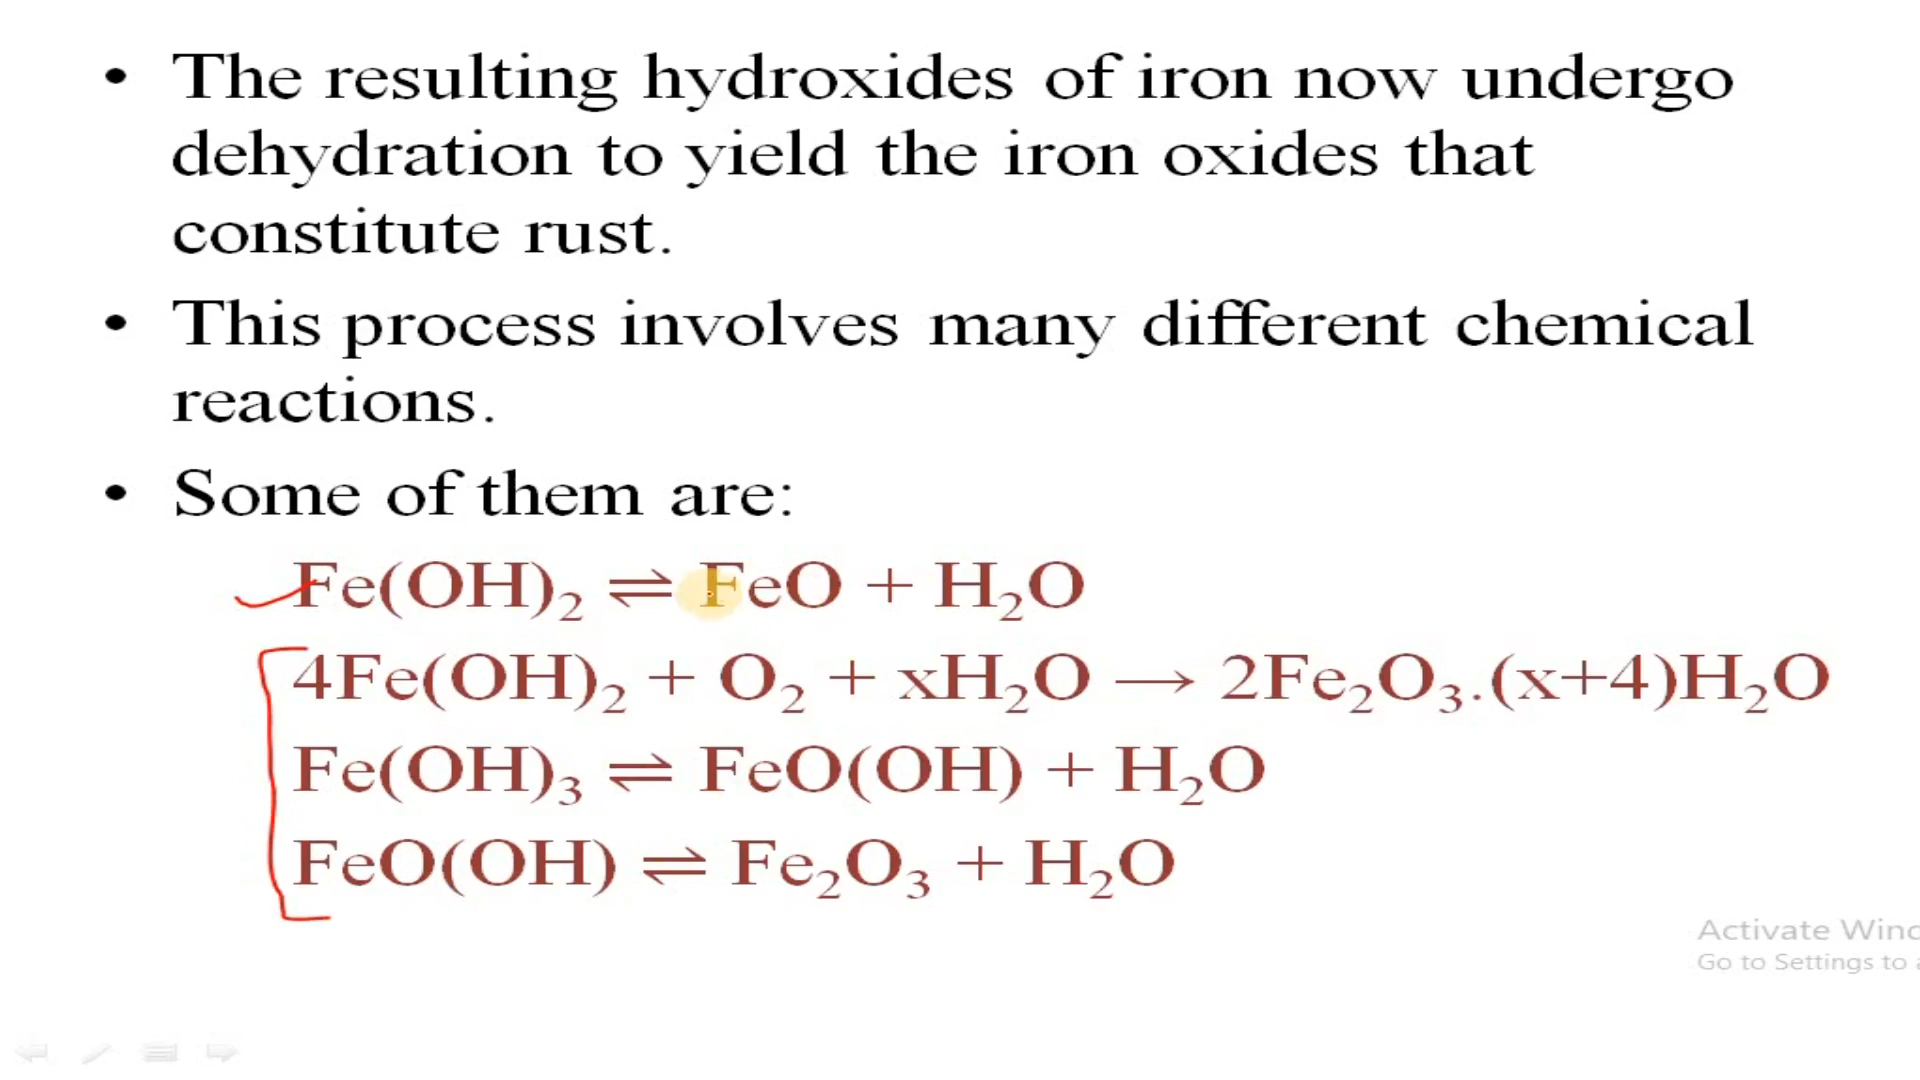 • The resulting hydroxides of iron now undergo
dehydration to yield the iron oxides that
constitute rust.
• This process involves many different chemical
reactions.
• Some of them are:
Fe(OH)₂ ⇌ FeO + H₂O
4Fe(OH)₂ + O₂ + xH₂O → 2Fe₂O₃.(x+4)H₂O
Fe(OH)₃ ⇌ FeO(OH) + H₂O
FeO(OH) ⇌ Fe₂O₃ + H₂O
Activate Wind
Go to Settings to a